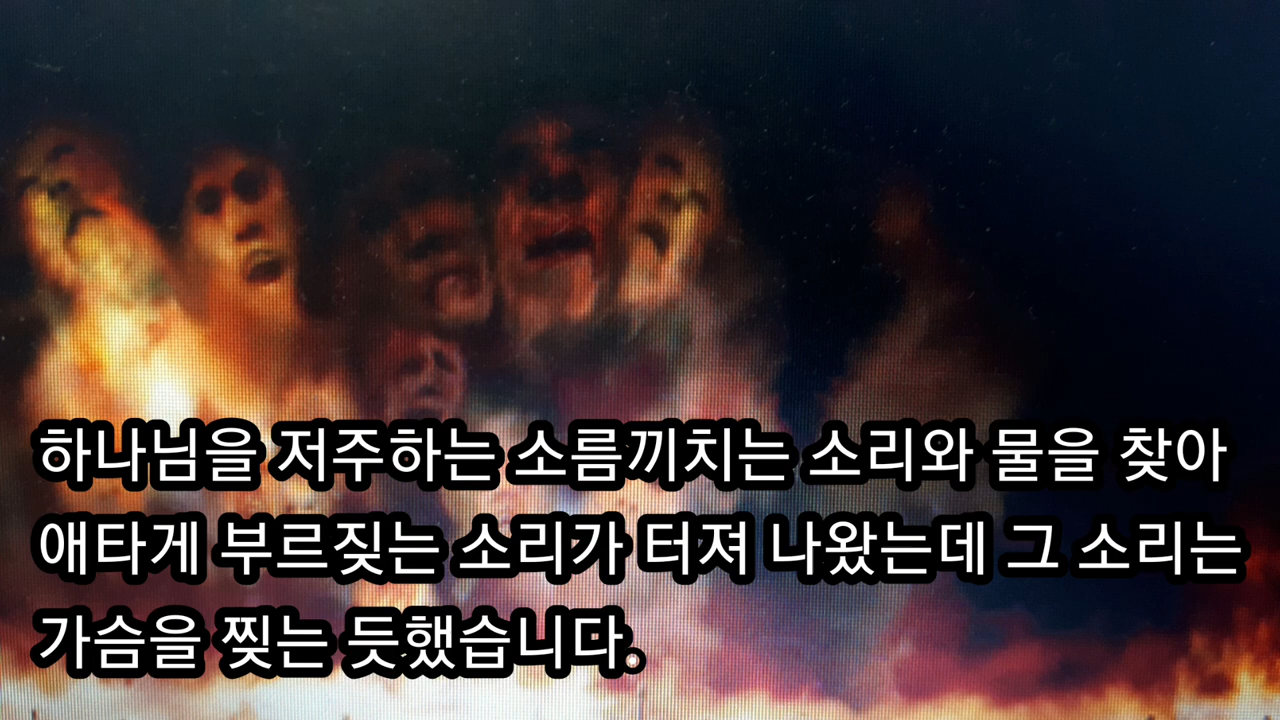 하나님을 저주하는 소름끼치는 소리와 물을 찾아
애타게 부르짖는 소리가 터져 나왔는데 그 소리는
가슴을 찢는 듯했습니다.